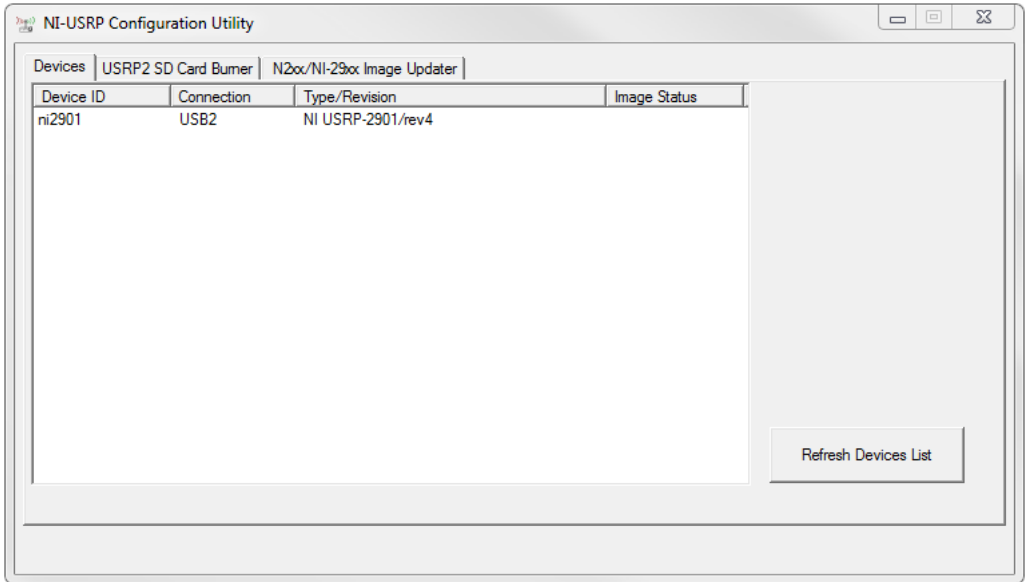 NI-USRP Configuration Utility
Devices USRP2 SD Card Burner N2xx/NI-29xx Image Updater
Device ID Connection Type/Revision Image Status
ni2901 USB2 NI USRP-2901/rev4
Refresh Devices List